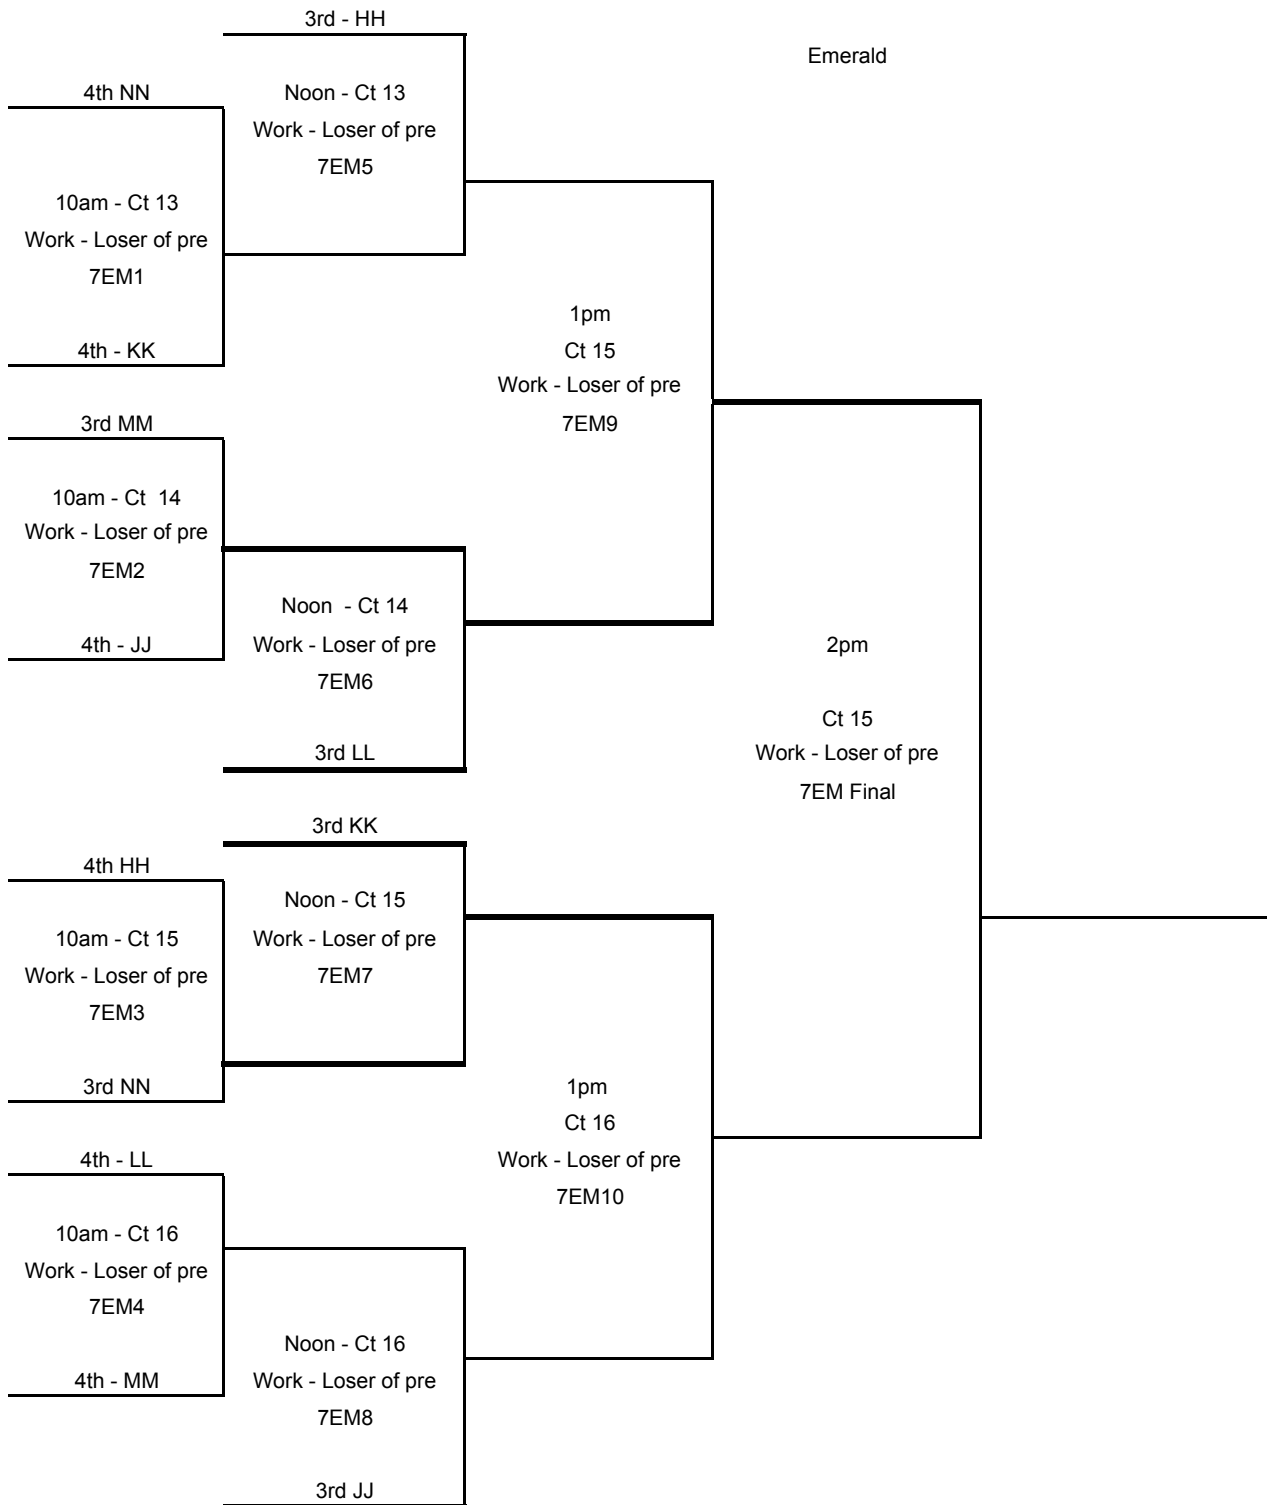 3rd - HH
Emerald
4th NN
Noon - Ct 13
Work - Loser of pre
7EM5
10am - Ct 13
Work - Loser of pre
7EM1
4th - KK
1pm
Ct 15
Work - Loser of pre
7EM9
3rd MM
10am - Ct  14
Work - Loser of pre
7EM2
4th - JJ
Noon  - Ct 14
Work - Loser of pre
7EM6
3rd LL
2pm
Ct 15
Work - Loser of pre
7EM Final
3rd KK
4th HH
Noon - Ct 15
Work - Loser of pre
7EM7
10am - Ct 15
Work - Loser of pre
7EM3
3rd NN
1pm
Ct 16
Work - Loser of pre
7EM10
4th - LL
10am - Ct 16
Work - Loser of pre
7EM4
4th - MM
Noon - Ct 16
Work - Loser of pre
7EM8
3rd JJ